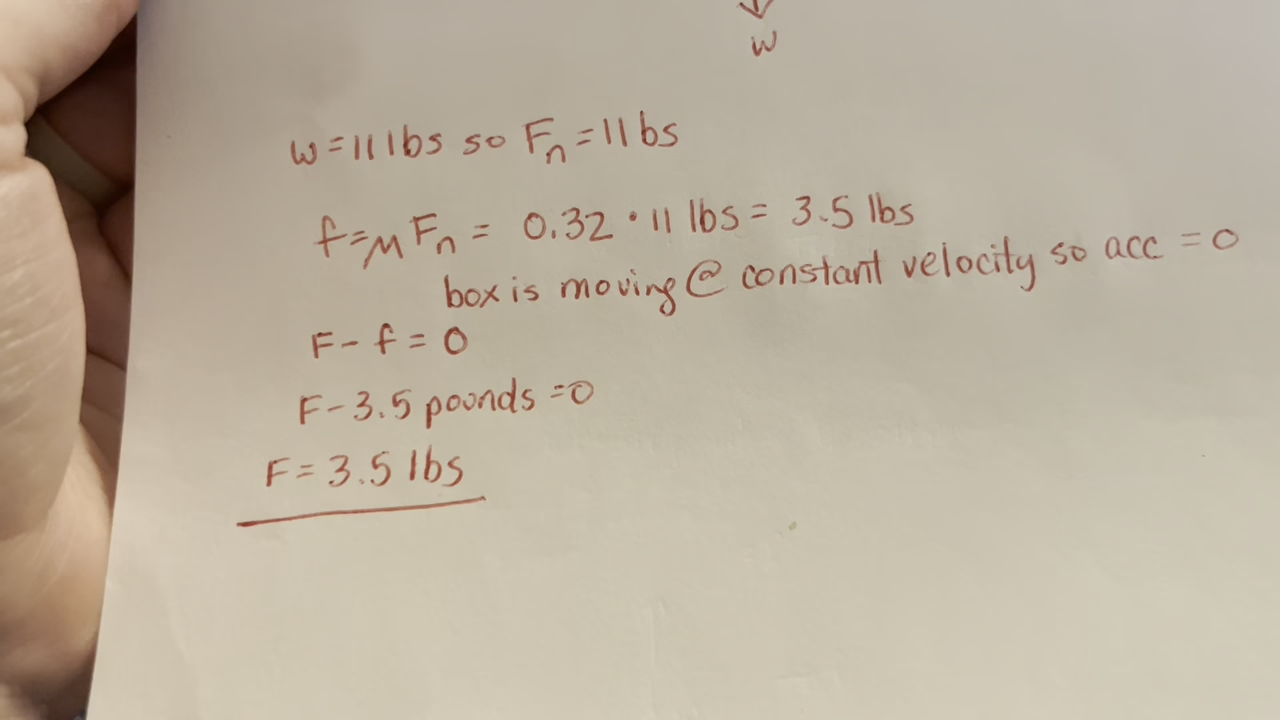 w
w = 11 lbs so Fn = 11 bs
f = μ Fn = 0.32 · 11 lbs = 3.5 lbs
box is moving @ constant velocity so acc = 0
F - f = 0
F - 3.5 pounds = 0
F = 3.5 lbs